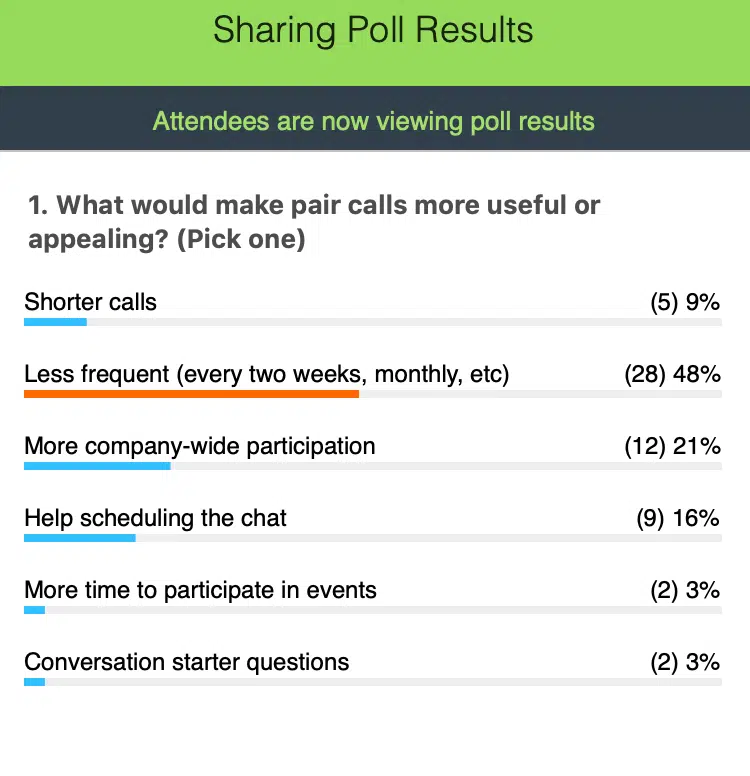 Sharing Poll Results
Attendees are now viewing poll results
1. What would make pair calls more useful or
appealing? (Pick one)
Shorter calls (5) 9%
Less frequent (every two weeks, monthly, etc) (28) 48%
More company-wide participation (12) 21%
Help scheduling the chat (9) 16%
More time to participate in events (2) 3%
Conversation starter questions (2) 3%